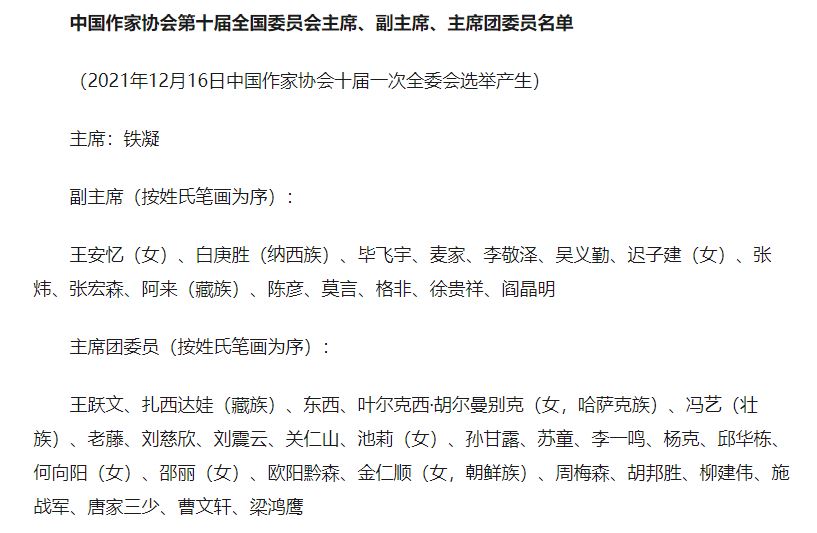 中国作家协会第十届全国委员会主席、副主席、主席团委员名单
（2021年12月16日中国作家协会十届一次全委会选举产生）
主席：铁凝
副主席（按姓氏笔画为序）：
王安忆（女）、白庚胜（纳西族）、毕飞宇、麦家、李敬泽、吴义勤、迟子建（女）、张
炜、张宏森、阿来（藏族）、陈彦、莫言、格非、徐贵祥、阎晶明
主席团委员（按姓氏笔画为序）：
王跃文、扎西达娃（藏族）、东西、叶尔克西·胡尔曼别克（女，哈萨克族）、冯艺（壮
族）、老藤、刘慈欣、刘震云、关仁山、池莉（女）、孙甘露、苏童、李一鸣、杨克、邱华栋、
何向阳（女）、邵丽（女）、欧阳黔森、金仁顺（女，朝鲜族）、周梅森、胡邦胜、柳建伟、施
战军、唐家三少、曹文轩、梁鸿鹰